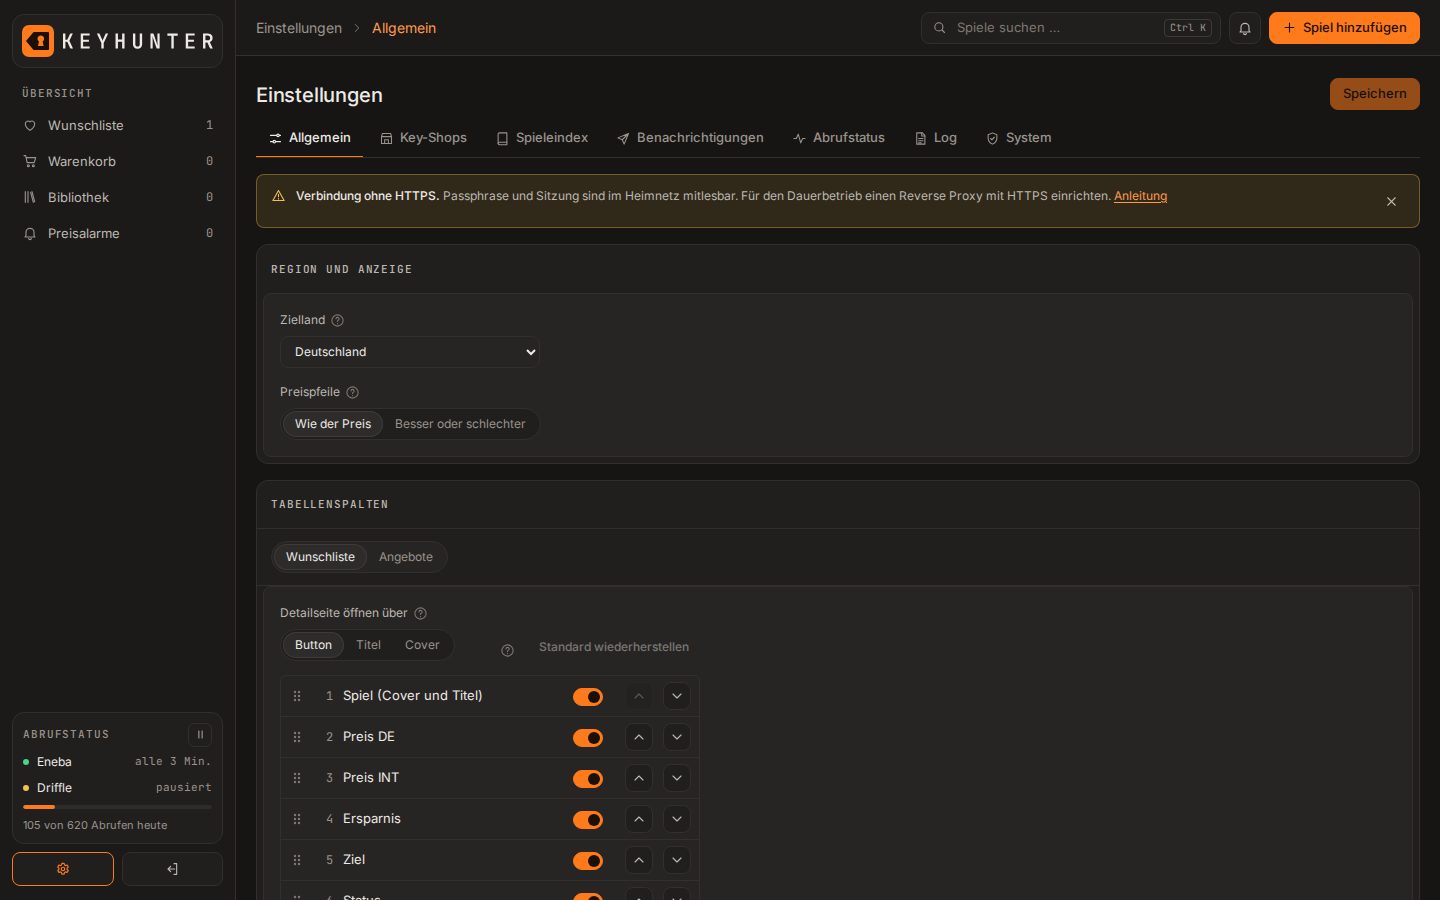 KEYHUNTER
Einstellungen > Allgemein
Spiele suchen ...
Ctrl K
Spiel hinzufügen
ÜBERSICHT
Wunschliste 1
Warenkorb 0
Bibliothek 0
Preisalarme 0
Einstellungen
Speichern
Allgemein
Key-Shops
Spieleindex
Benachrichtigungen
Abrufstatus
Log
System
Verbindung ohne HTTPS. Passphrase und Sitzung sind im Heimnetz mitlesbar. Für den Dauerbetrieb einen Reverse Proxy mit HTTPS einrichten. Anleitung
REGION UND ANZEIGE
Zielland
Deutschland
Preispfeile
Wie der Preis
Besser oder schlechter
TABELLENSPALTEN
Wunschliste
Angebote
Detailseite öffnen über
Button
Titel
Cover
Standard wiederherstellen
1 Spiel (Cover und Titel)
2 Preis DE
3 Preis INT
4 Ersparnis
5 Ziel
6 Status
ABRUFSTATUS
Eneba alle 3 Min.
Driffle pausiert
105 von 620 Abrufen heute